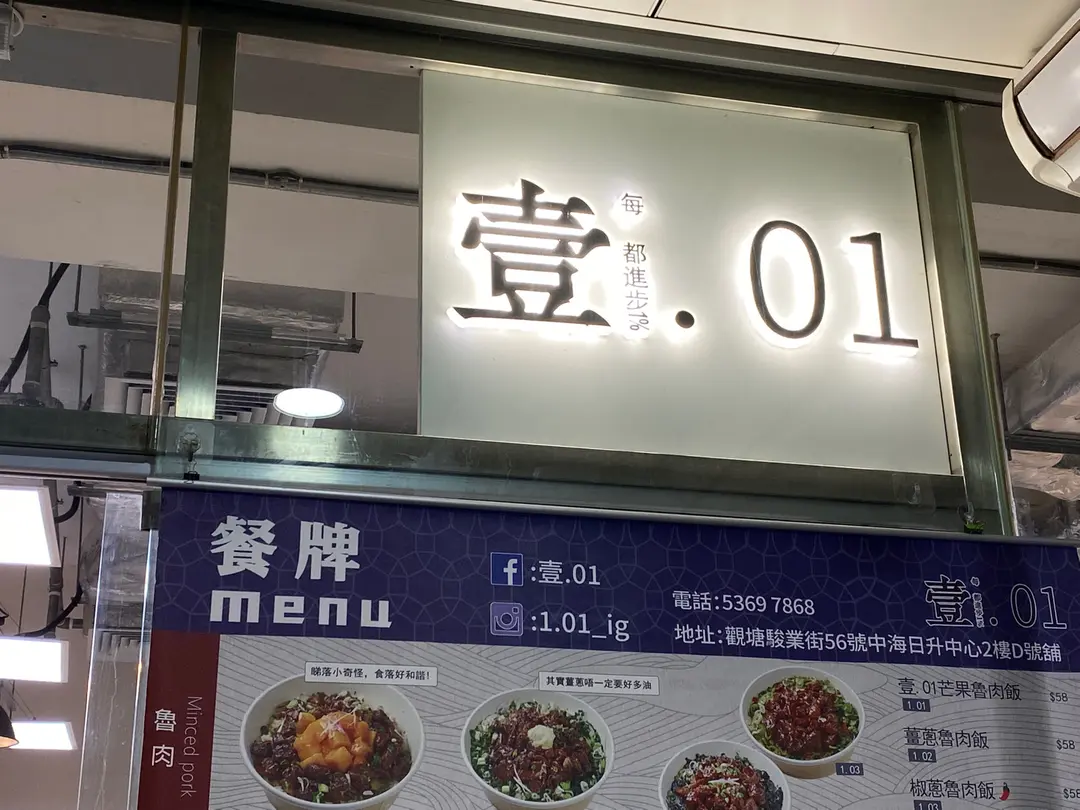 壹.01
每 都進步1%
餐牌
menu
:壹.01
:1.01_ig
電話:5369 7868
地址:觀塘駿業街56號中海日升中心2樓D號舖
壹.01
睇落小奇怪，食落好和諧!
其實薑蔥唔一定要好多油
魯肉
Minced pork
壹.01芒果魯肉飯 $58
1.01
薑蔥魯肉飯 $58
1.02
椒蔥魯肉飯
1.03
1.03